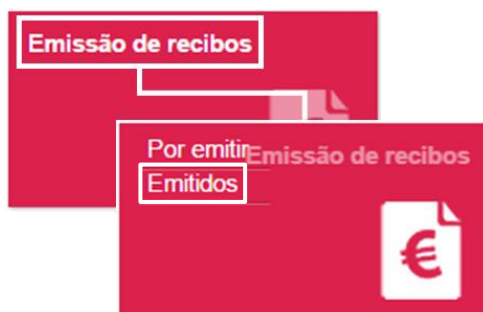 Emissão de recibos
Por emitir
Emissão de recibos
Emitidos
€